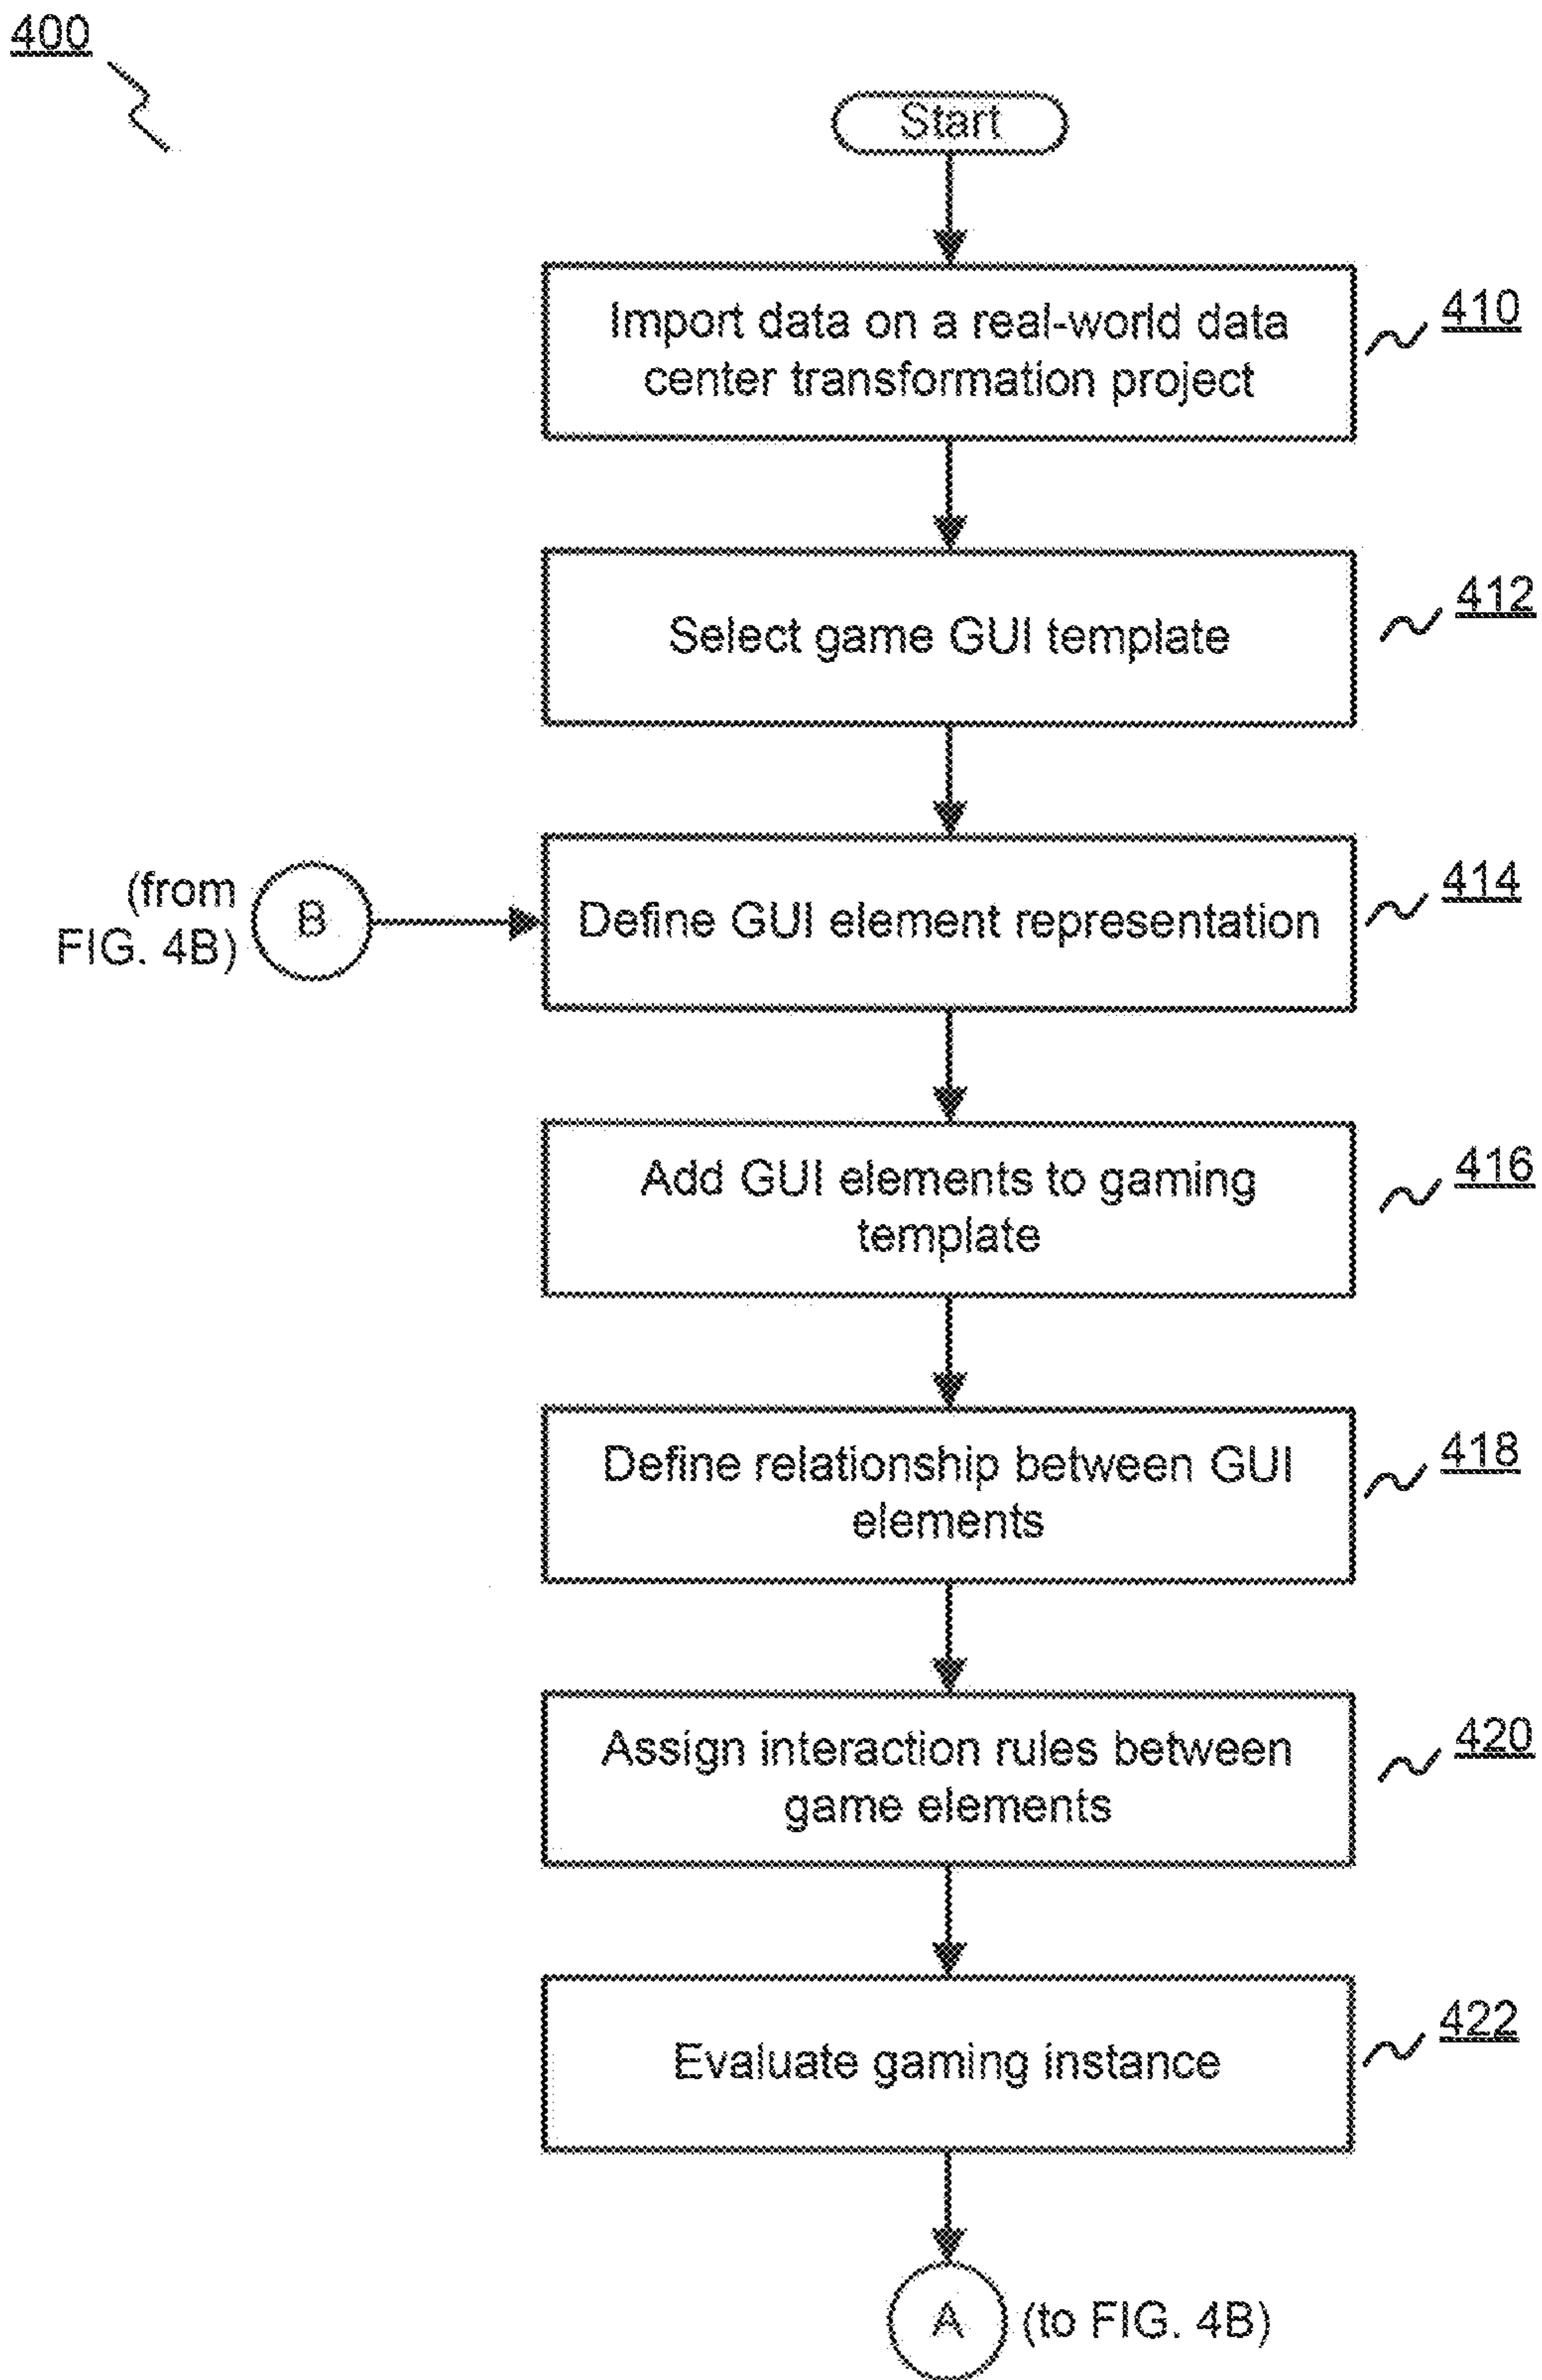 400
Start
Import data on a real-world data
center transformation project
410
Select game GUI template
412
(from
FIG. 4B)
B
Define GUI element representation
414
Add GUI elements to gaming
template
416
Define relationship between GUI
elements
418
Assign interaction rules between
game elements
420
Evaluate gaming instance
422
A
(to FIG. 4B)